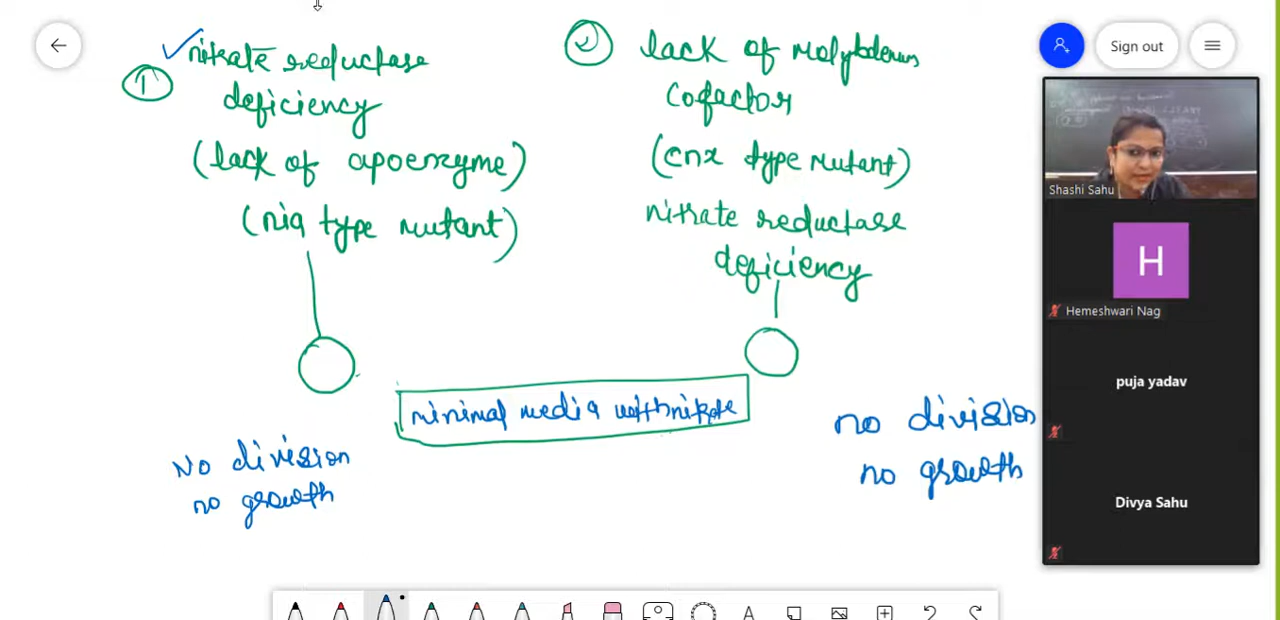 Sign out
nitrate reductase
1
deficiency
(lack of apoenzyme)
(nia type mutant)
2
lack of Molybdenum
cofactor
(cnx type mutant)
nitrate reductase
deficiency
minimal media with nitrate
No division
no growth
no division
no growth
Shashi Sahu
H
Hemeshwari Nag
puja yadav
Divya Sahu
A